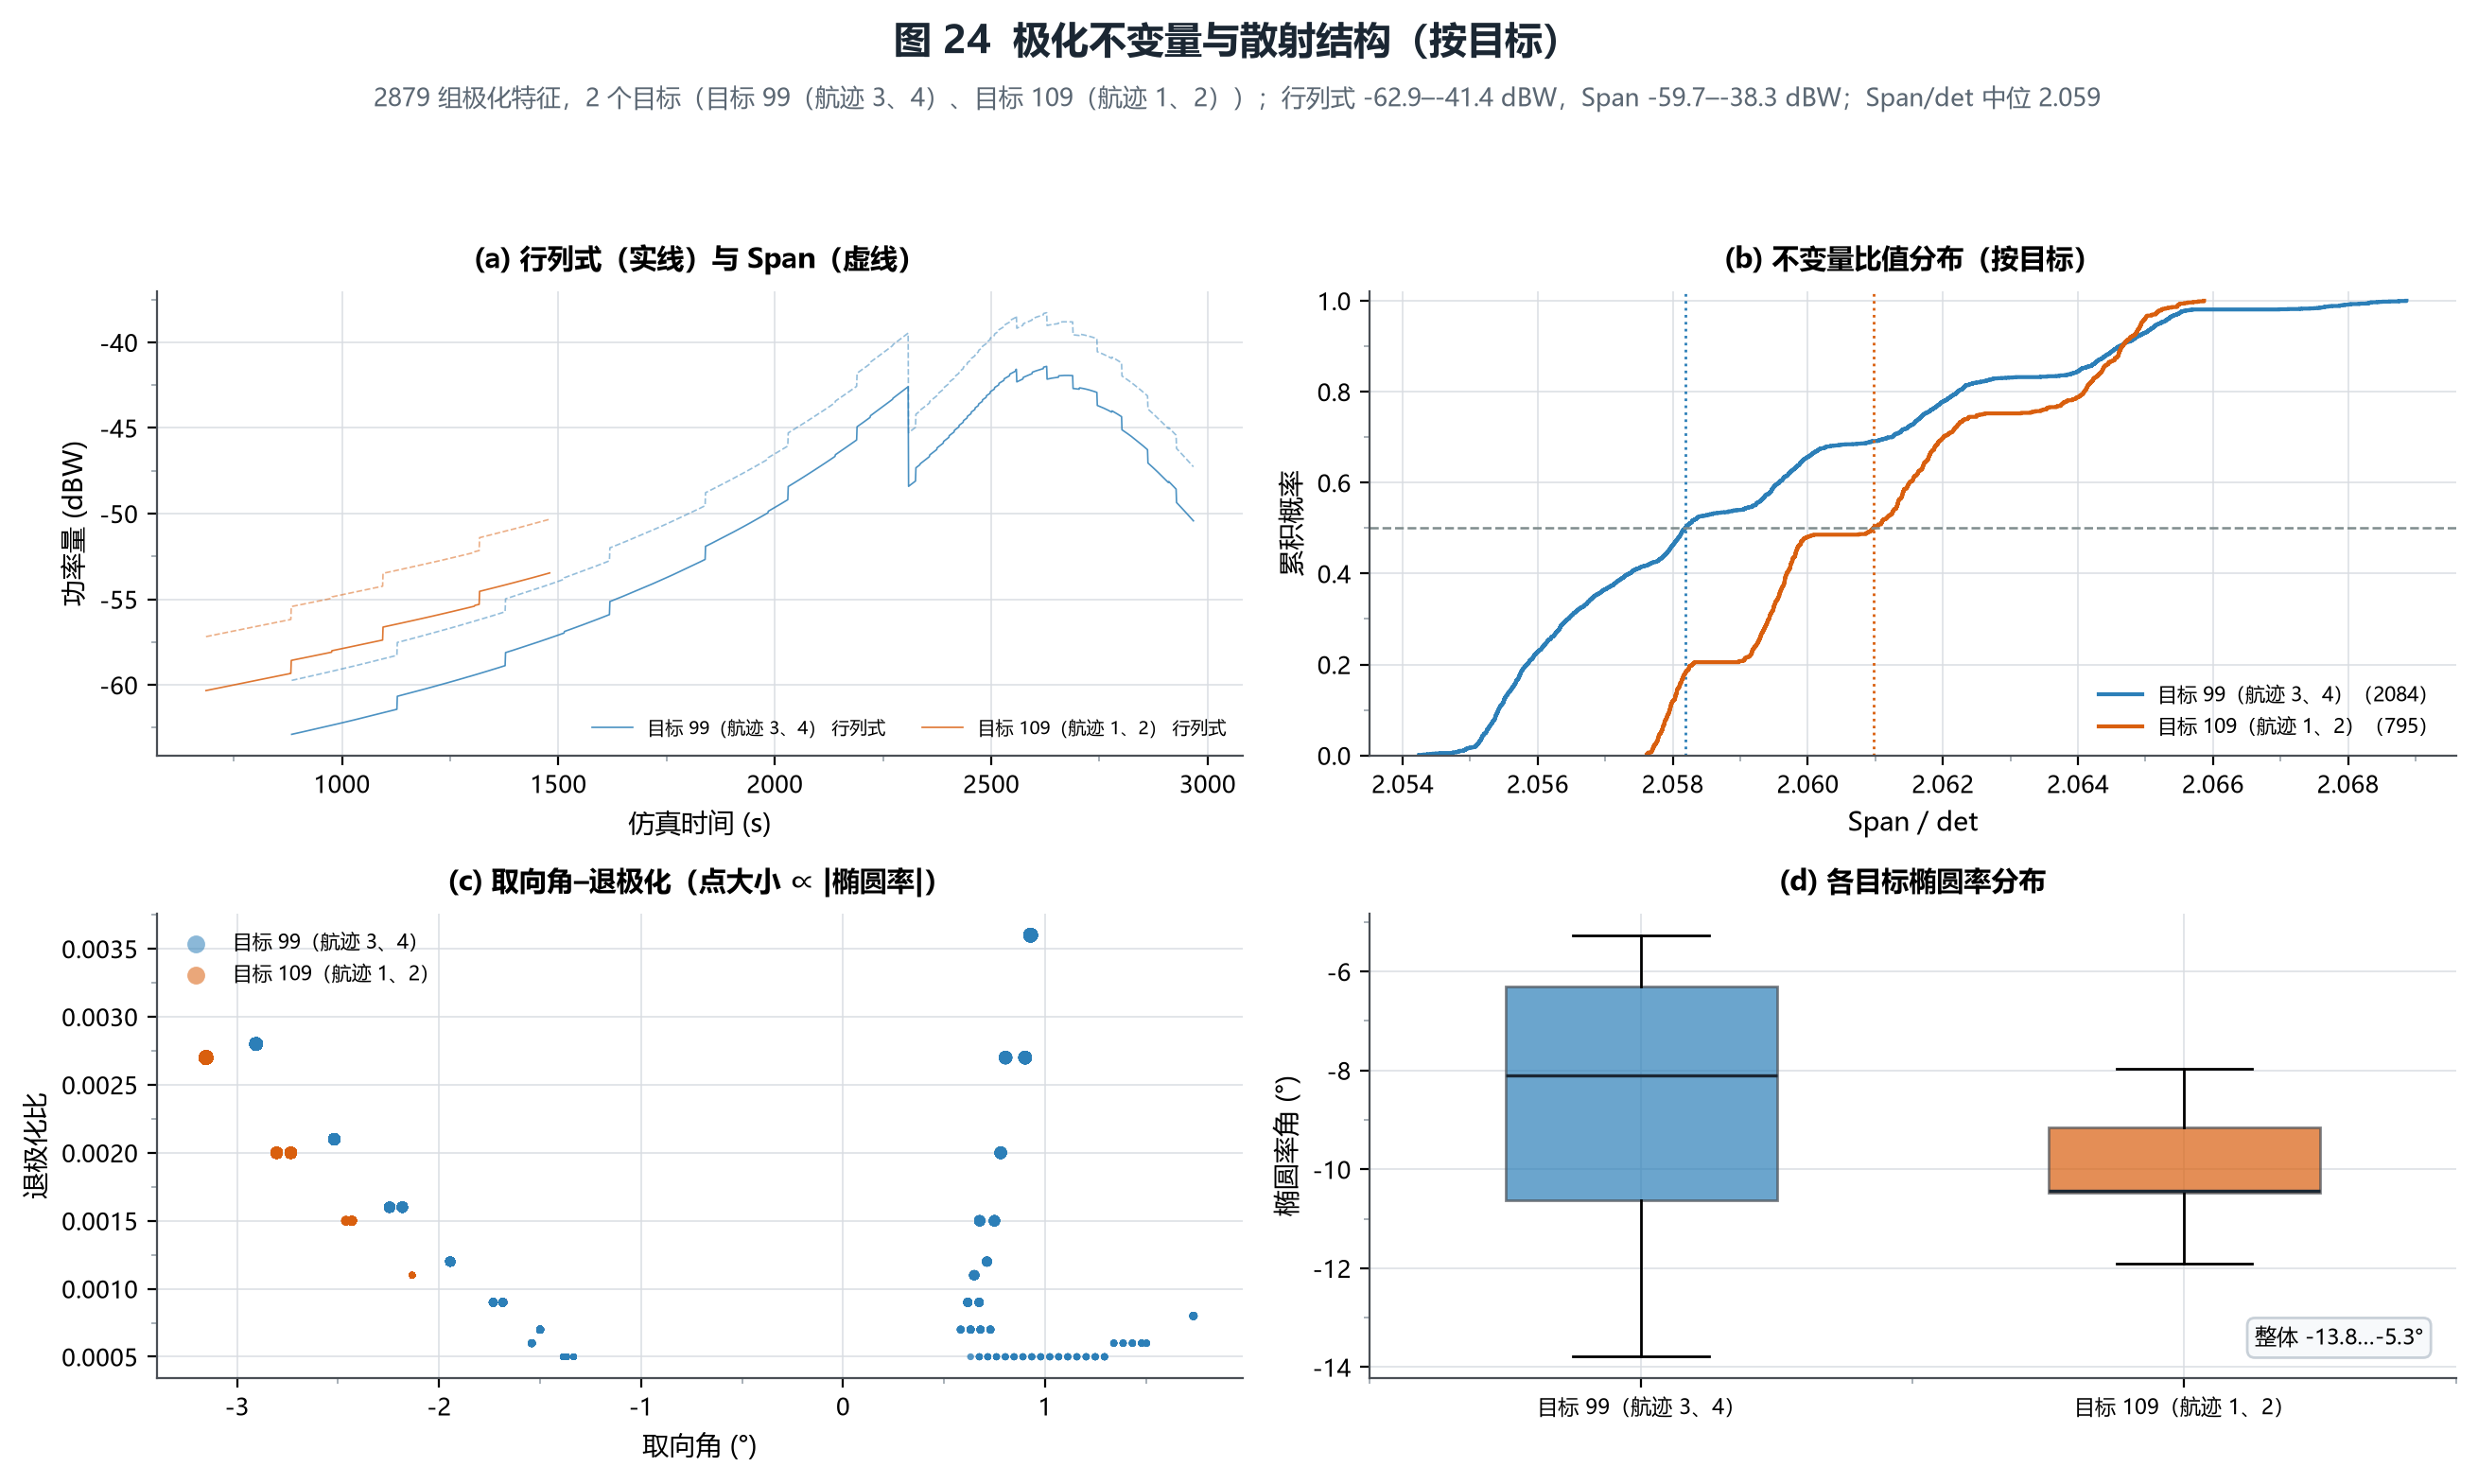 图 24 极化不变量与散射结构（按目标）
2879 组极化特征，2 个目标（目标 99（航迹 3、4）、目标 109（航迹 1、2））；行列式 -62.9–-41.4 dBW，Span -59.7–-38.3 dBW；Span/det 中位 2.059
(a) 行列式（实线）与 Span（虚线）
功率量 (dBW)
-40
-45
-50
-55
-60
目标 99（航迹 3、4） 行列式
目标 109（航迹 1、2） 行列式
1000 1500 2000 2500 3000
仿真时间 (s)
(b) 不变量比值分布（按目标）
累积概率
1.0
0.8
0.6
0.4
0.2
0.0
目标 99（航迹 3、4）（2084）
目标 109（航迹 1、2）（795）
2.054 2.056 2.058 2.060 2.062 2.064 2.066 2.068
Span / det
(c) 取向角–退极化（点大小 ∝ |椭圆率|）
目标 99（航迹 3、4）
目标 109（航迹 1、2）
退极化比
0.0035
0.0030
0.0025
0.0020
0.0015
0.0010
0.0005
-3 -2 -1 0 1
取向角 (°)
(d) 各目标椭圆率分布
椭圆率角 (°)
-6
-8
-10
-12
-14
整体 -13.8…-5.3°
目标 99（航迹 3、4） 目标 109（航迹 1、2）